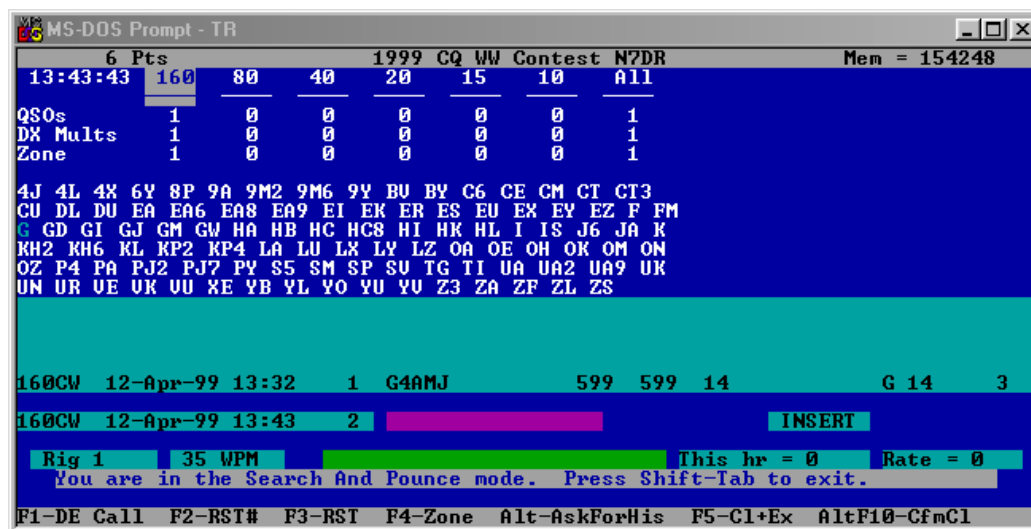 MS-DOS Prompt - TR
6 Pts 1999 CQ WW Contest N7DR Mem = 154248
13:43:43 160 80 40 20 15 10 All
QSOs 1 0 0 0 0 0 1
DX Mults 1 0 0 0 0 0 1
Zone 1 0 0 0 0 0 1
4J 4L 4X 6Y 8P 9A 9M2 9M6 9Y BV BY C6 CE CM CT CT3
CU DL DU EA EA6 EA8 EA9 EI EK ER ES EU EX EY EZ F FM
G GD GI GJ GM GW HA HB HC HC8 HI HK HL I IS J6 JA K
KH2 KH6 KL KP2 KP4 LA LU LX LY LZ OA OE OH OK OM ON
OZ P4 PA PJ2 PJ7 PY S5 SM SP SV TG TI UA UA2 UA9 UK
UN UR VE VK VU XE YB YL YO YU YV Z3 ZA ZF ZL ZS
160CW 12-Apr-99 13:32 1 G4AMJ 599 599 14 G 14 3
160CW 12-Apr-99 13:43 2 INSERT
Rig 1 35 WPM This hr = 0 Rate = 0
You are in the Search And Pounce mode. Press Shift-Tab to exit.
F1-DE Call F2-RST# F3-RST F4-Zone Alt-AskForHis F5-Cl+Ex AltF10-CfmCl